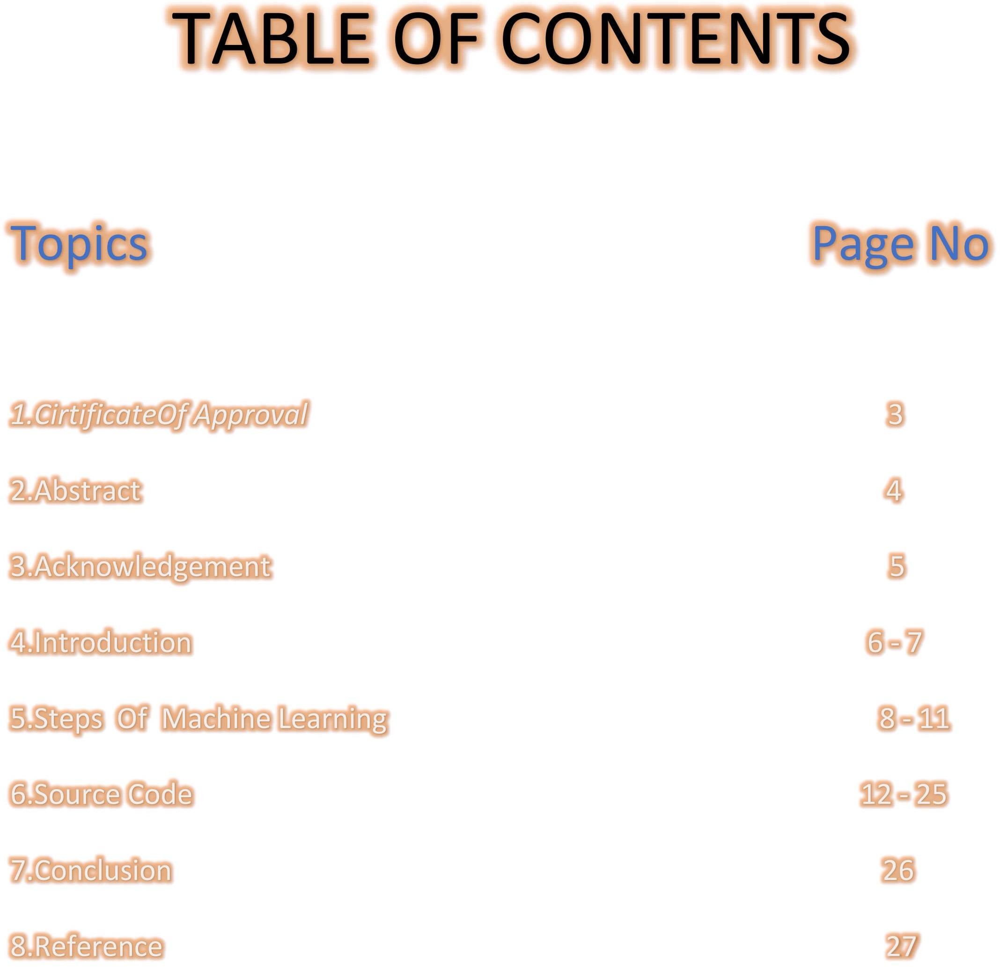 TABLE OF CONTENTS
Topics Page No
1.CirtificateOf Approval 3
2.Abstract 4
3.Acknowledgement 5
4.Introduction 6 - 7
5.Steps Of Machine Learning 8 - 11
6.Source Code 12 - 25
7.Conclusion 26
8.Reference 27